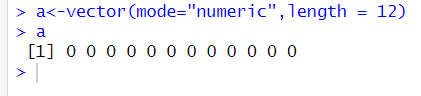 > a<-vector(mode="numeric",length = 12)
> a
[1] 0 0 0 0 0 0 0 0 0 0 0 0
>